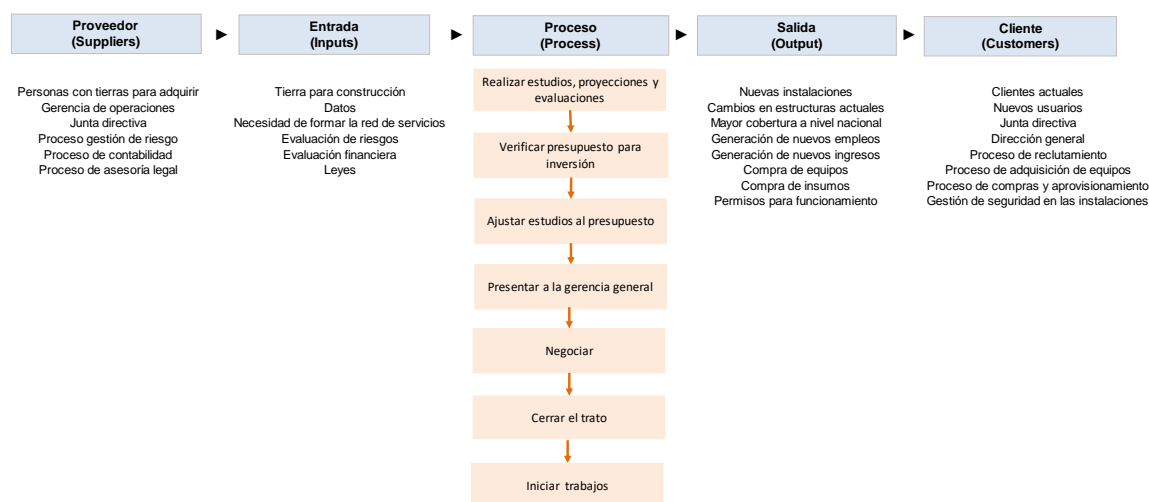 Proveedor
(Suppliers)
Entrada
(Inputs)
Proceso
(Process)
Salida
(Output)
Cliente
(Customers)
Personas con tierras para adquirir
Gerencia de operaciones
Junta directiva
Proceso gestión de riesgo
Proceso de contabilidad
Proceso de asesoría legal
Tierra para construcción
Datos
Necesidad de formar la red de servicios
Evaluación de riesgos
Evaluación financiera
Leyes
Realizar estudios, proyecciones y
evaluaciones
Verificar presupuesto para
inversión
Ajustar estudios al presupuesto
Presentar a la gerencia general
Negociar
Cerrar el trato
Iniciar trabajos
Nuevas instalaciones
Cambios en estructuras actuales
Mayor cobertura a nivel nacional
Generación de nuevos empleos
Generación de nuevos ingresos
Compra de equipos
Compra de insumos
Permisos para funcionamiento
Clientes actuales
Nuevos usuarios
Junta directiva
Dirección general
Proceso de reclutamiento
Proceso de adquisición de equipos
Proceso de compras y aprovisionamiento
Gestión de seguridad en las instalaciones